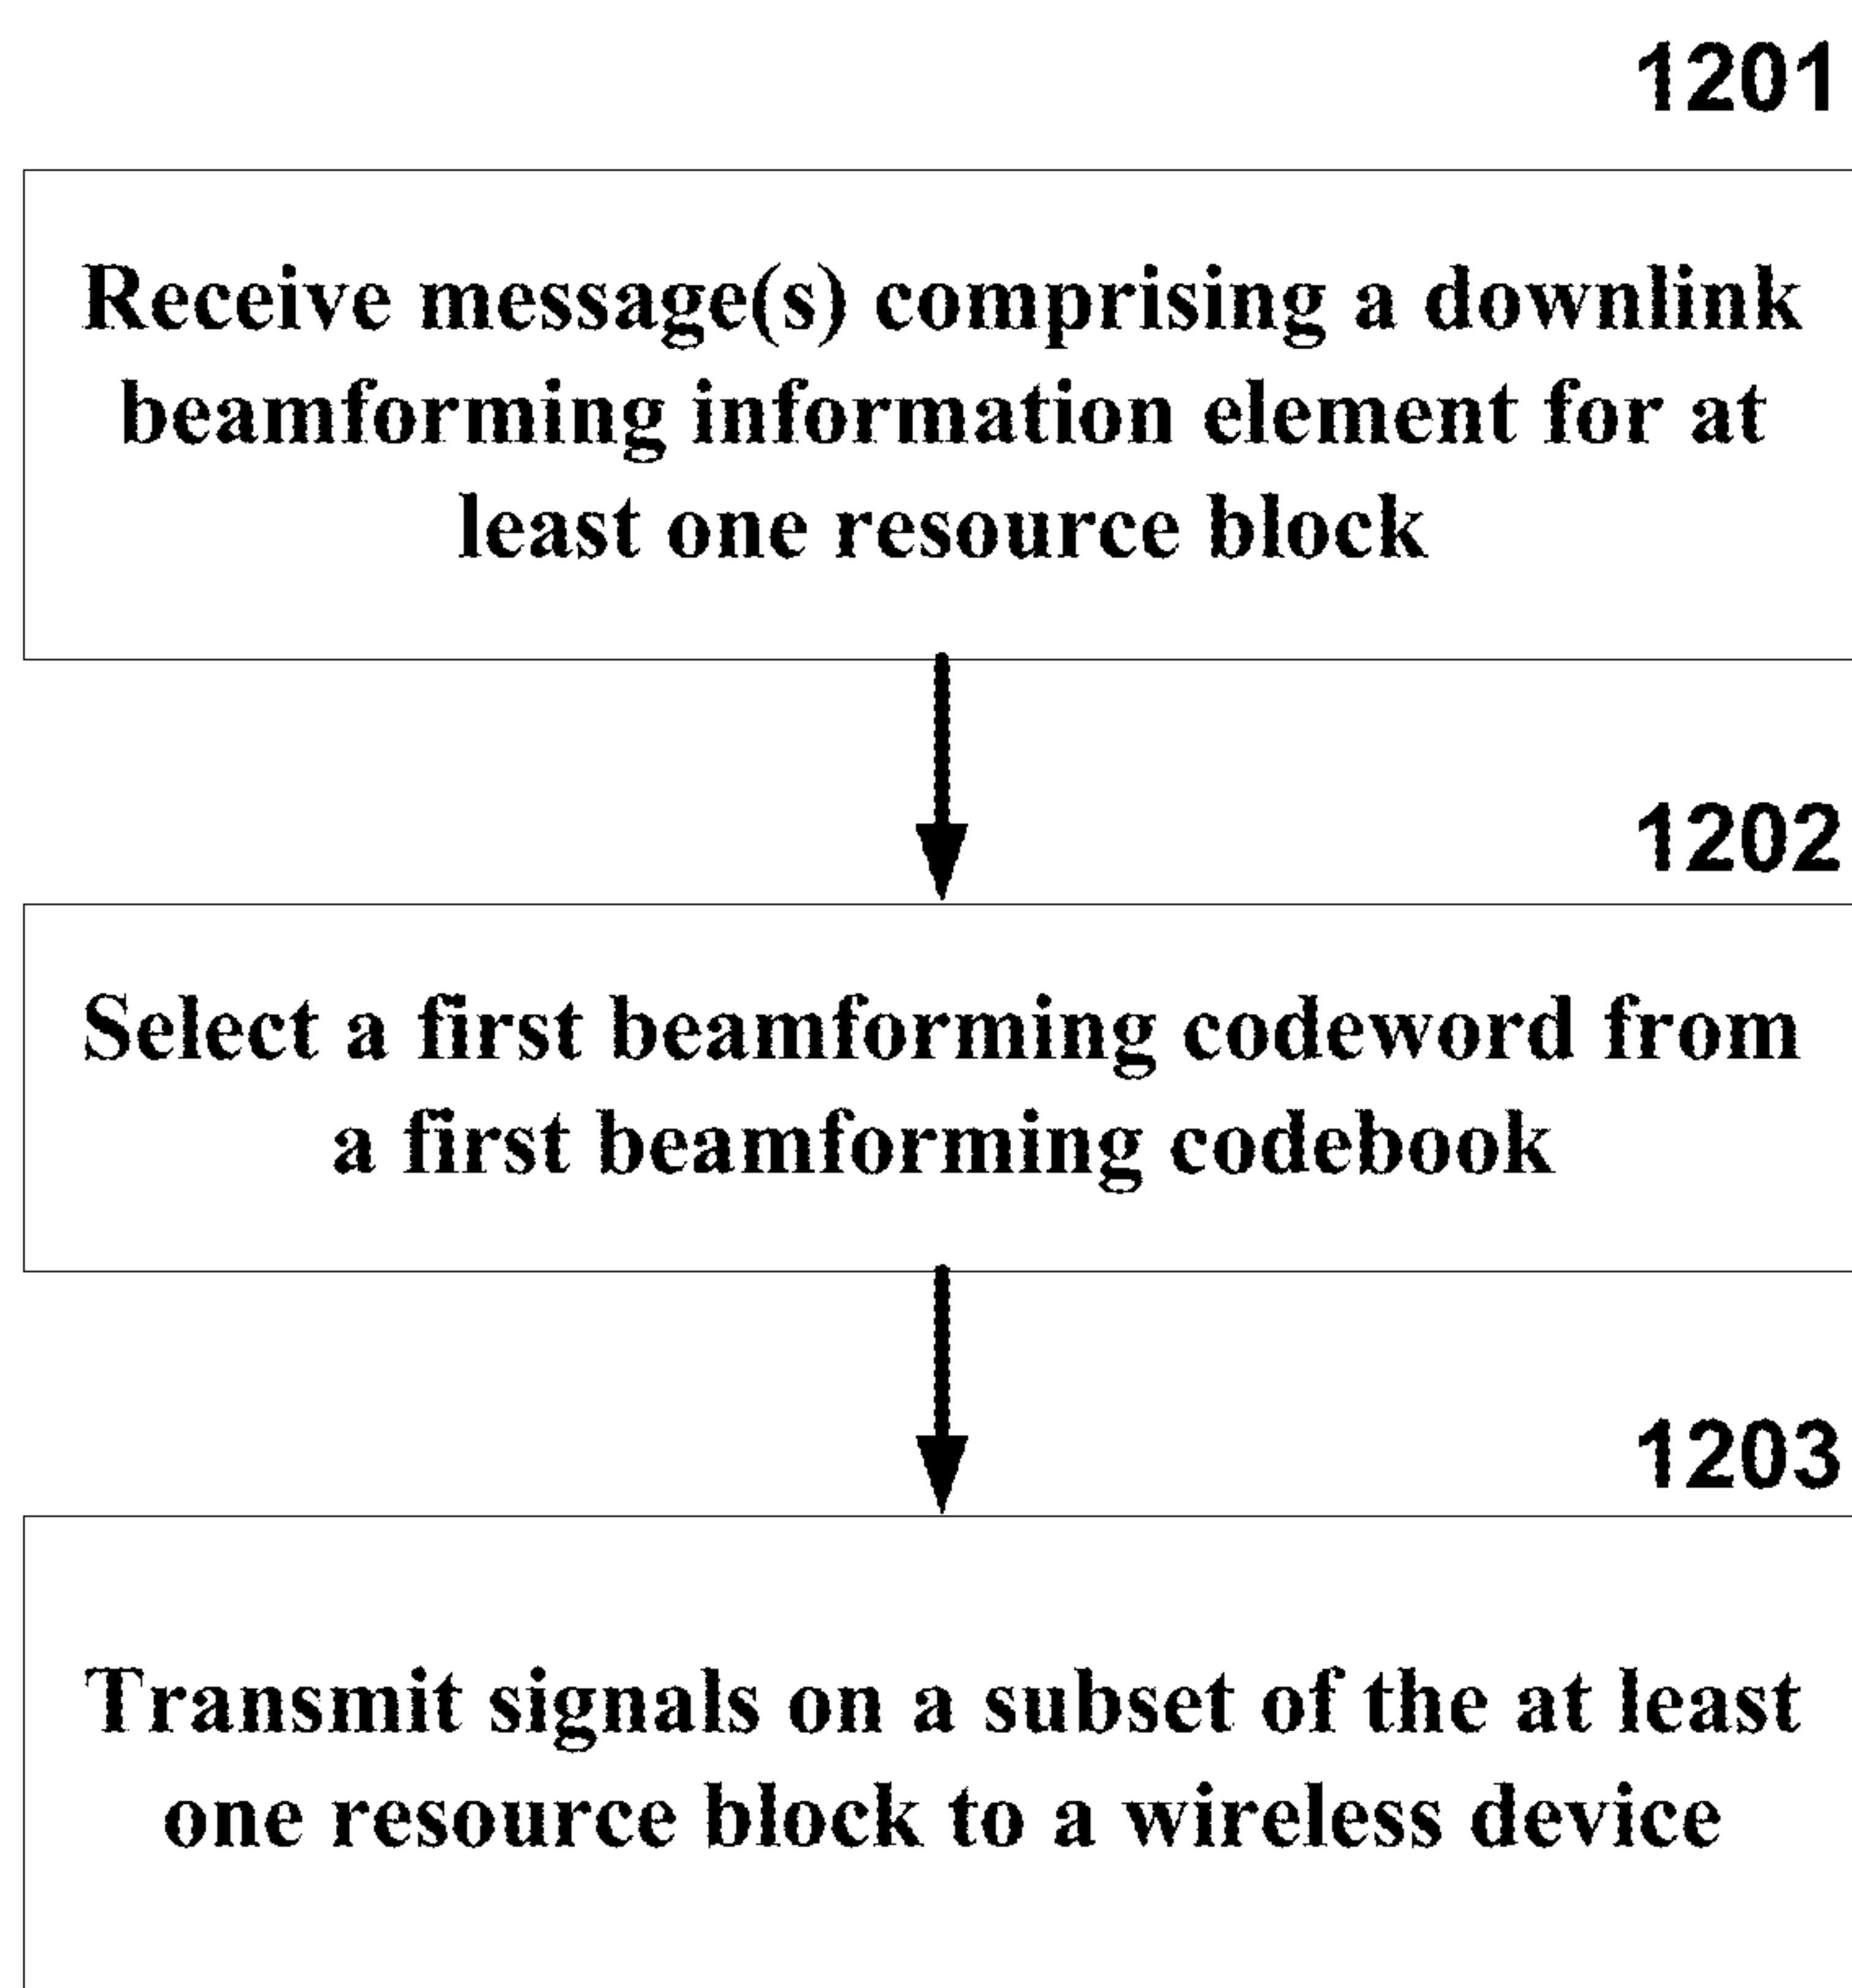 1201
Receive message(s) comprising a downlink
beamforming information element for at
least one resource block
1202
Select a first beamforming codeword from
a first beamforming codebook
1203
Transmit signals on a subset of the at least
one resource block to a wireless device